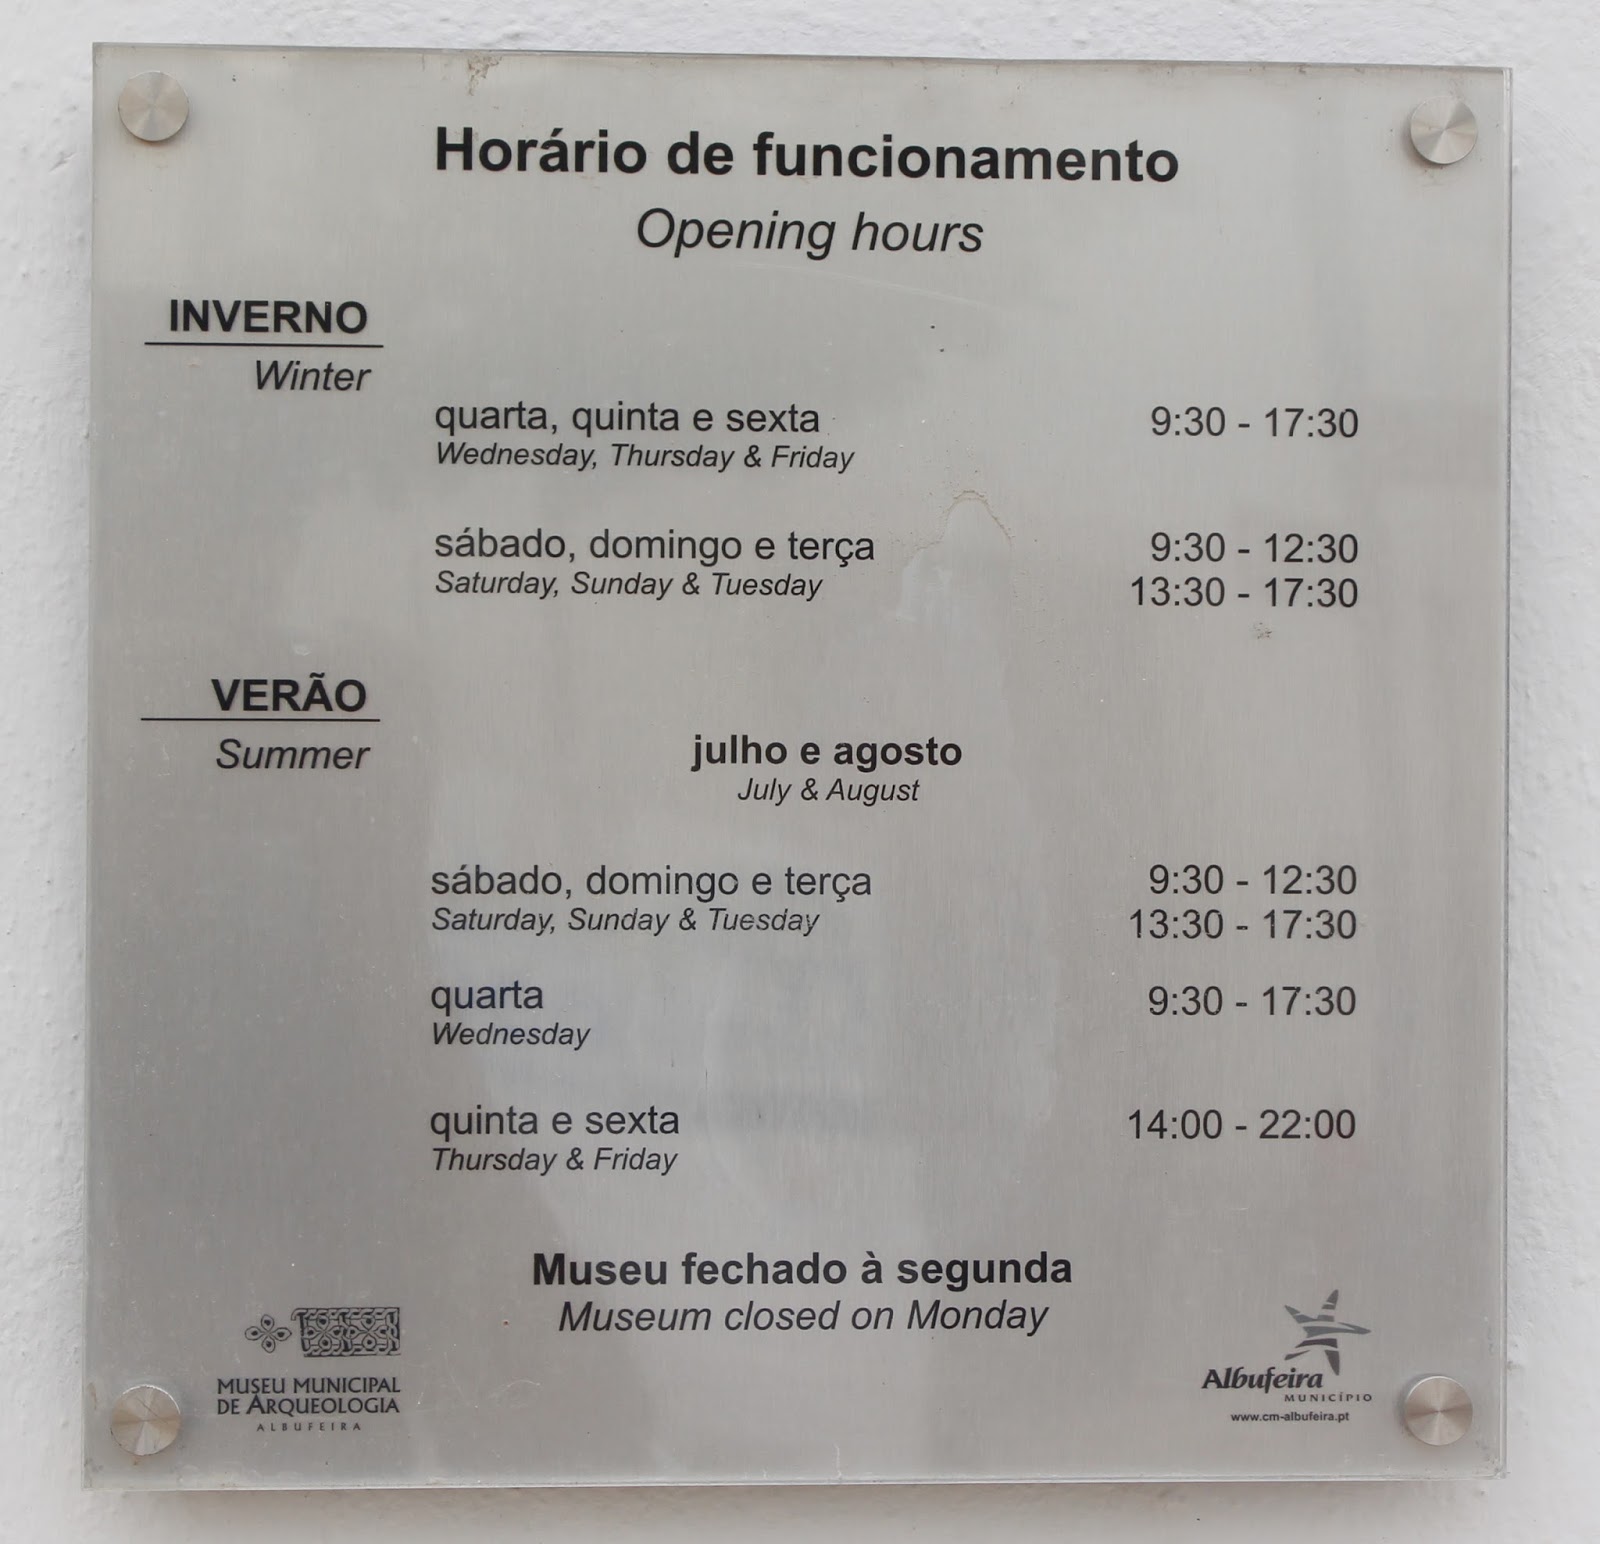 Horário de funcionamento
Opening hours
INVERNO
Winter
quarta, quinta e sexta 9:30 - 17:30
Wednesday, Thursday & Friday
sábado, domingo e terça 9:30 - 12:30
Saturday, Sunday & Tuesday 13:30 - 17:30
VERÃO
Summer
julho e agosto
July & August
sábado, domingo e terça 9:30 - 12:30
Saturday, Sunday & Tuesday 13:30 - 17:30
quarta 9:30 - 17:30
Wednesday
quinta e sexta 14:00 - 22:00
Thursday & Friday
Museu fechado à segunda
Museum closed on Monday
MUSEU MUNICIPAL
DE ARQUEOLOGIA
ALBUFEIRA
Albufeira
MUNICÍPIO
www.cm-albufeira.pt